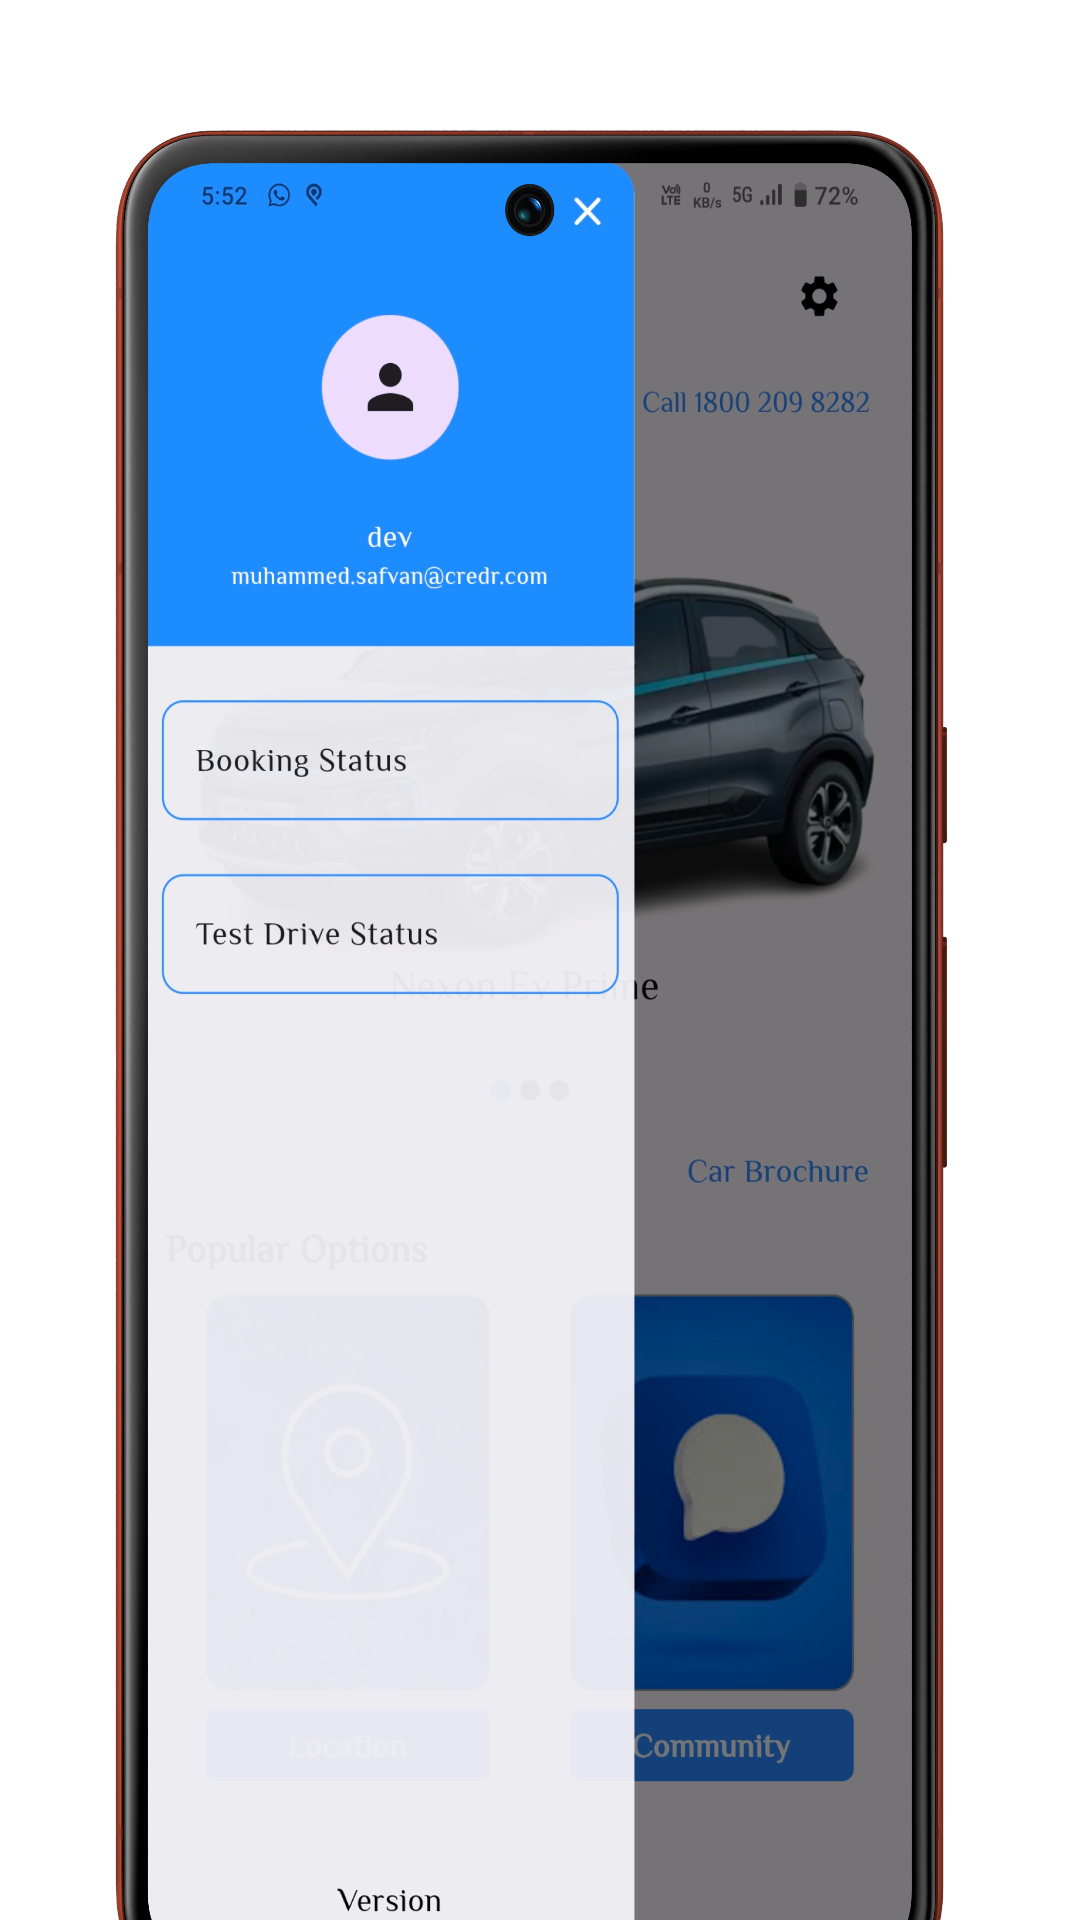 5:52
Vo)) LTE
0 KB/s
5G
72%
Call 1800 209 8282
dev
muhammed.safvan@credr.com
Booking Status
Test Drive Status
Nexon Ev Prime
Car Brochure
Popular Options
Location
Community
Version